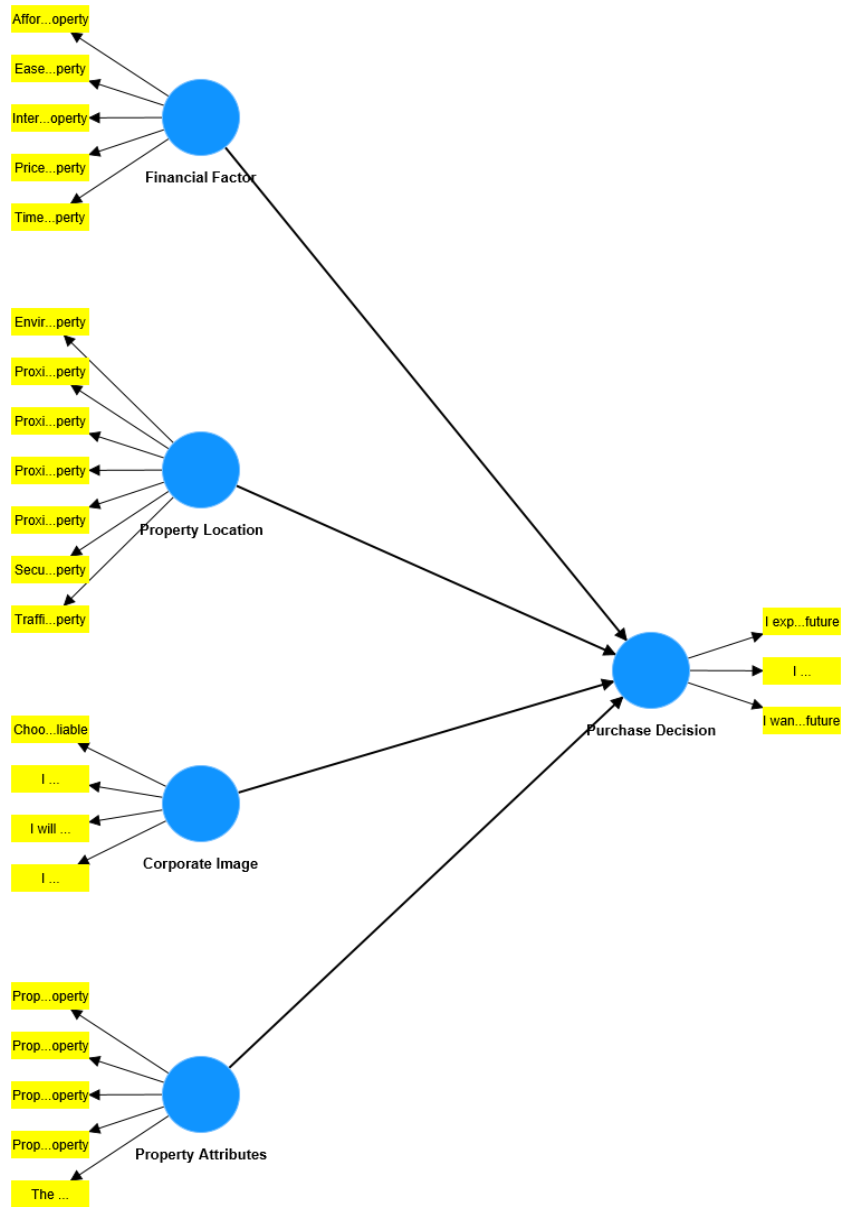 Affor...operty
Ease...perty
Inter...operty
Price...perty
Time...perty
Financial Factor
Envir...perty
Proxi...perty
Proxi...perty
Proxi...perty
Proxi...perty
Secu...perty
Traffi...perty
Property Location
Choo...liable
I ...
I will ...
I ...
Corporate Image
Prop...operty
Prop...operty
Prop...operty
Prop...operty
The ...
Property Attributes
I exp...future
I ...
I wan...future
Purchase Decision